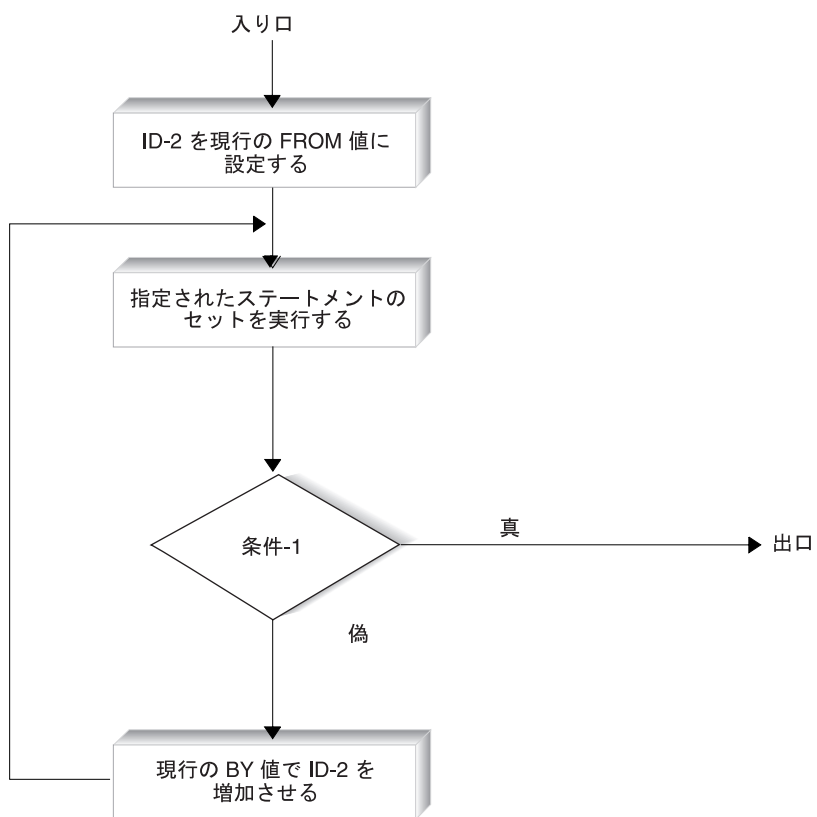 入り口
ID-2 を現行の FROM 値に
設定する
指定されたステートメントの
セットを実行する
条件-1
真
出口
偽
現行の BY 値で ID-2 を
増加させる